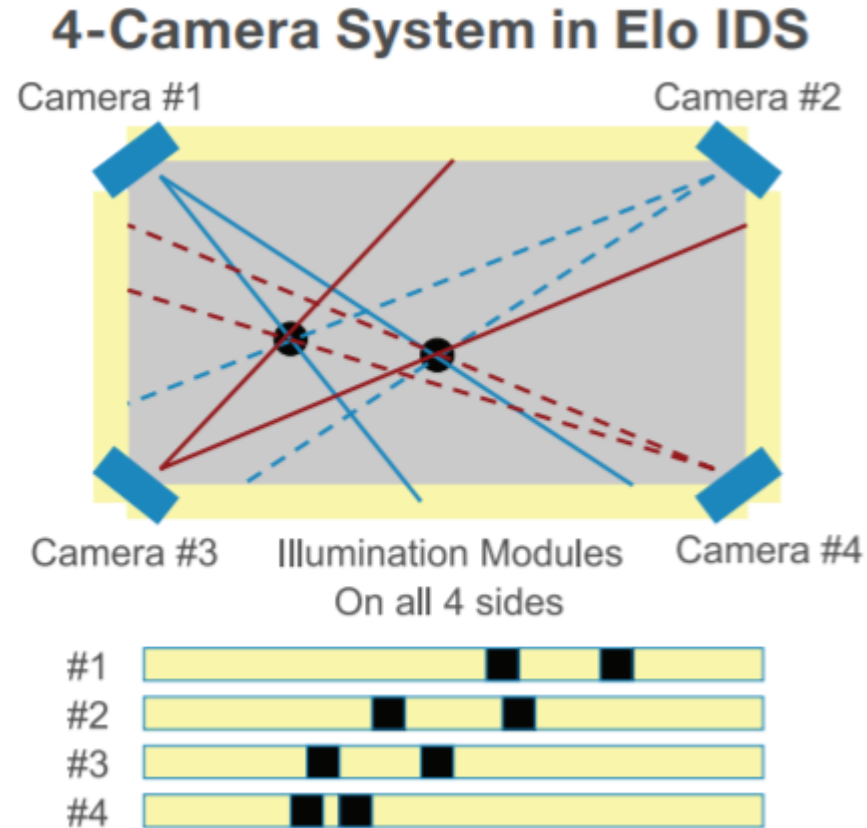 4-Camera System in Elo IDS
Camera #1
Camera #2
Camera #3
Illumination Modules
On all 4 sides
Camera #4
#1
#2
#3
#4